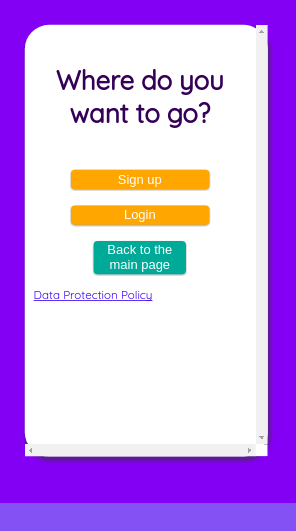 Where do you
want to go?
Sign up
Login
Back to the
main page
Data Protection Policy